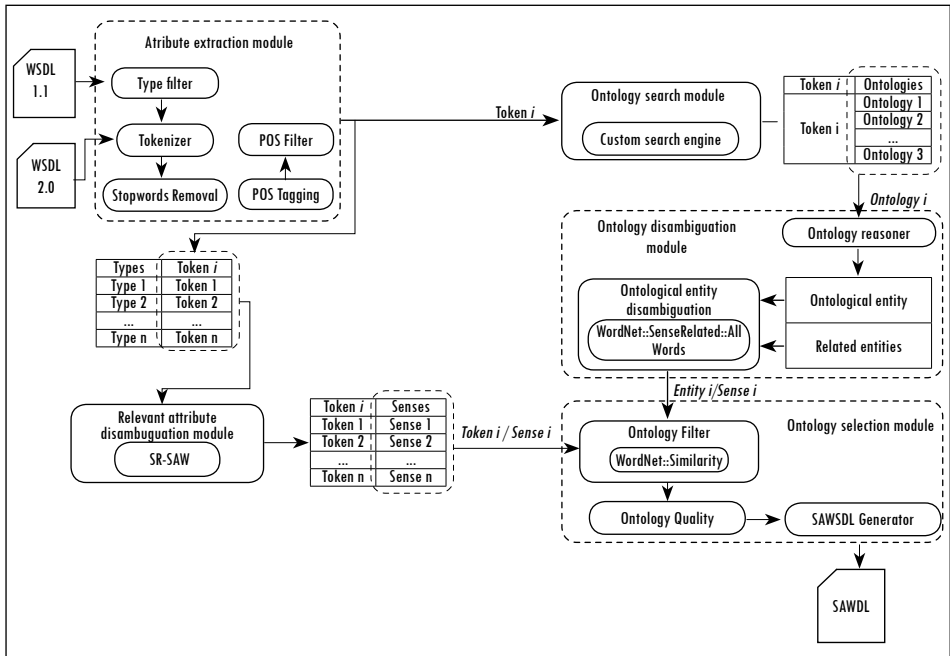 Atribute extraction module
WSDL
1.1
Type filter
Tokenizer
Stopwords Removal
POS Filter
POS Tagging
WSDL
2.0
Token i
Ontology search module
Custom search engine
Token i Ontologies
Token i
Ontology 1
Ontology 2
...
Ontology 3
Ontology i
Ontology disambiguation
module
Ontology reasoner
Ontological entity
Related entities
Ontological entity
disambiguation
WordNet::SenseRelated::All
Words
Entity i/Sense i
Types Token i
Type 1 Token 1
Type 2 Token 2
... ...
Type n Token n
Relevant attribute
disambuguation module
SR-SAW
Token i Senses
Token 1 Sense 1
Token 2 Sense 2
... ...
Token n Sense n
Token i / Sense i
Ontology selection module
Ontology Filter
WordNet::Similarity
Ontology Quality
SAWSDL Generator
SAWDL